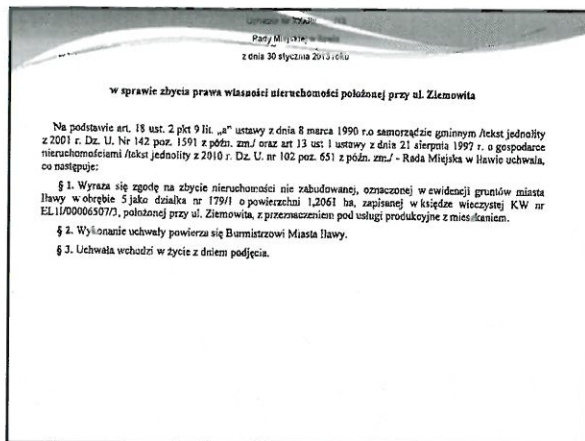 Uchwała Nr
Rady Miejskiej w Iławie
z dnia 30 stycznia 2013 roku
w sprawie zbycia prawa własności nieruchomości położonej przy ul. Ziemowita
Na podstawie art. 18 ust. 2 pkt 9 lit. „a” ustawy z dnia 8 marca 1990 r.o samorządzie gminnym /tekst jednolity
z 2001 r. Dz. U. Nr 142 poz. 1591 z późn. zm./ oraz art 13 ust 1 ustawy z dnia 21 sierpnia 1997 r. o gospodarce
nieruchomościami /tekst jednolity z 2010 r. Dz. U. nr 102 poz. 651 z późn. zm./ - Rada Miejska w Iławie uchwala,
co następuje:
§ 1. Wyraża się zgodę na zbycie nieruchomości nie zabudowanej, oznaczonej w ewidencji gruntów miasta
Iławy w obrębie 5 jako działka nr 179/1 o powierzchni 1,2061 ha, zapisanej w księdze wieczystej KW nr
EL1I/00006507/3, położonej przy ul. Ziemowita, z przeznaczeniem pod usługi produkcyjne z mieszkaniem.
§ 2. Wykonanie uchwały powierza się Burmistrzowi Miasta Iławy.
§ 3. Uchwała wchodzi w życie z dniem podjęcia.